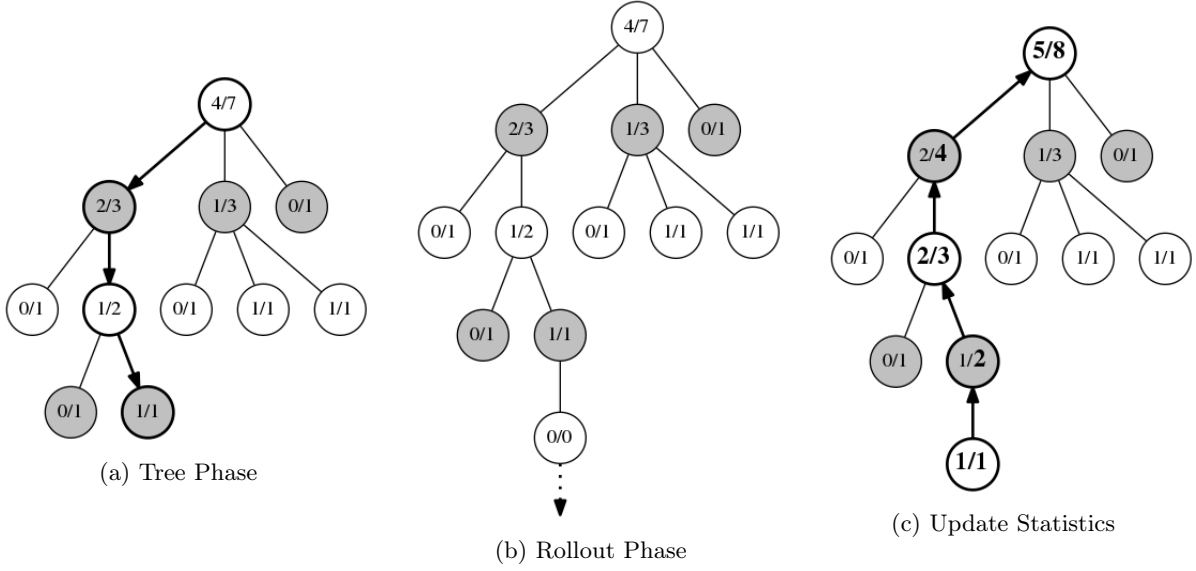 4/7
2/3 1/3 0/1
0/1 1/2 0/1 1/1 1/1
0/1 1/1
(a) Tree Phase
4/7
2/3 1/3 0/1
0/1 1/2 0/1 1/1 1/1
0/1 1/1
0/0
(b) Rollout Phase
5/8
2/4 1/3 0/1
0/1 2/3 0/1 1/1 1/1
0/1 1/2
1/1
(c) Update Statistics